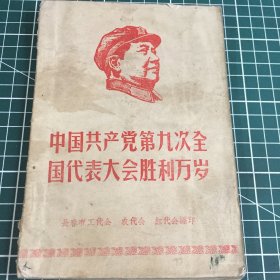 中国共产党第九次全
国代表大会胜利万岁
长春市工代会 农代会 红代会编印